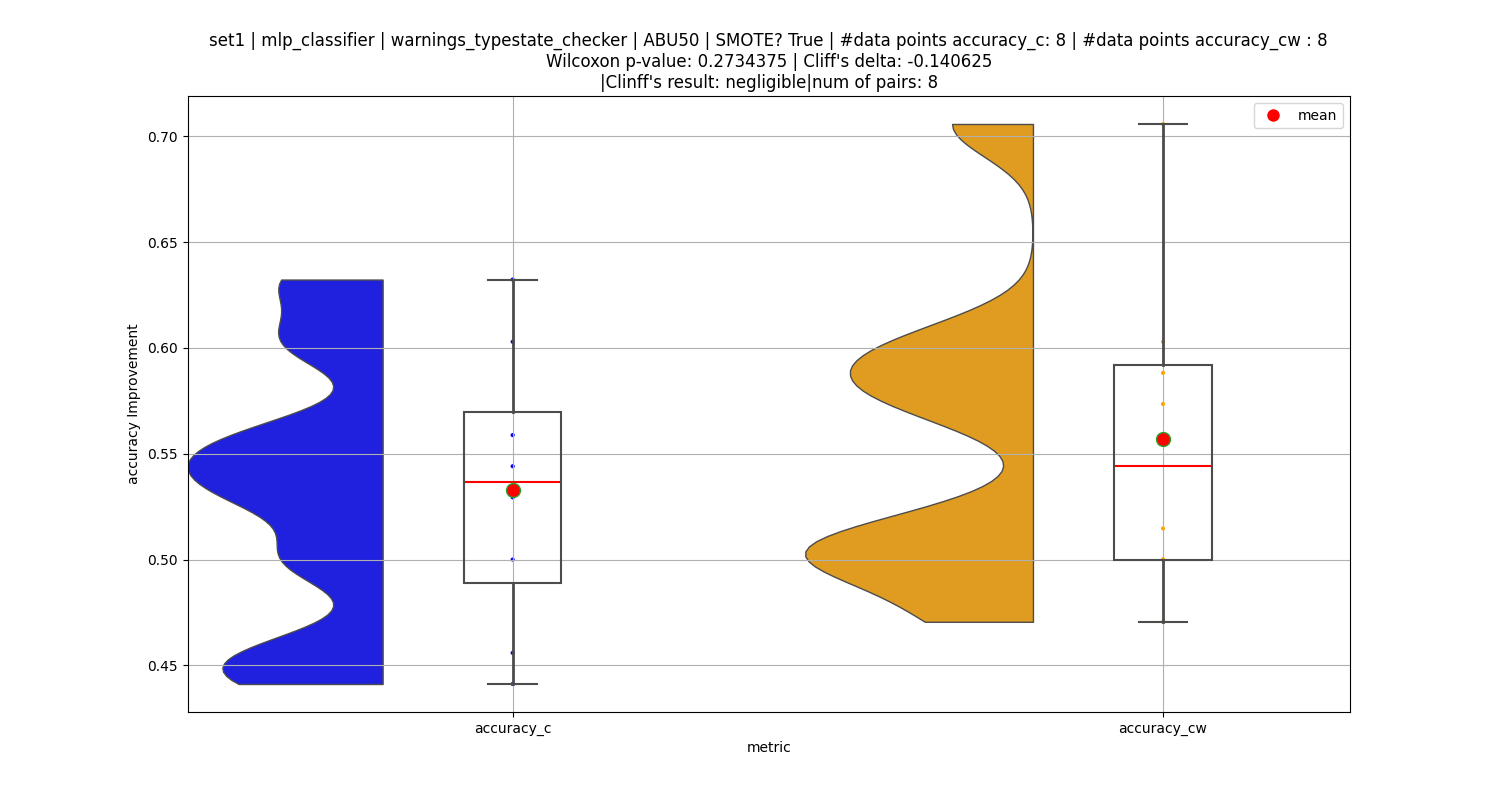 set1 | mlp_classifier | warnings_typestate_checker | ABU50 | SMOTE? True | #data points accuracy_c: 8 | #data points accuracy_cw : 8
Wilcoxon p-value: 0.2734375 | Cliff's delta: -0.140625
|Clinff's result: negligible|num of pairs: 8
mean
0.70
0.65
0.60
0.55
0.50
0.45
accuracy Improvement
accuracy_c
accuracy_cw
metric